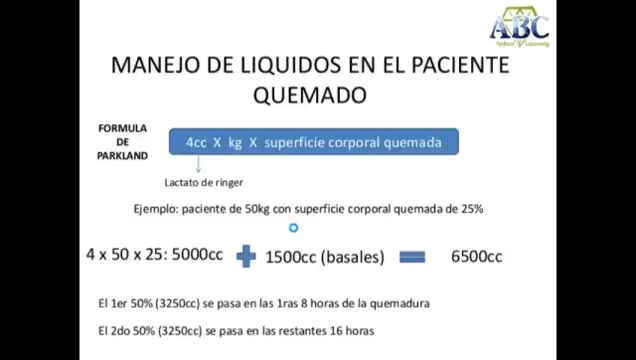 ABC
MANEJO DE LIQUIDOS EN EL PACIENTE
QUEMADO
FORMULA
DE
PARKLAND
4cc X kg X superficie corporal quemada
Lactato de ringer
Ejemplo: paciente de 50kg con superficie corporal quemada de 25%
4 x 50 x 25: 5000cc
1500cc (basales)
6500cc
El 1er 50% (3250cc) se pasa en las 1ras 8 horas de la quemadura
El 2do 50% (3250cc) se pasa en las restantes 16 horas